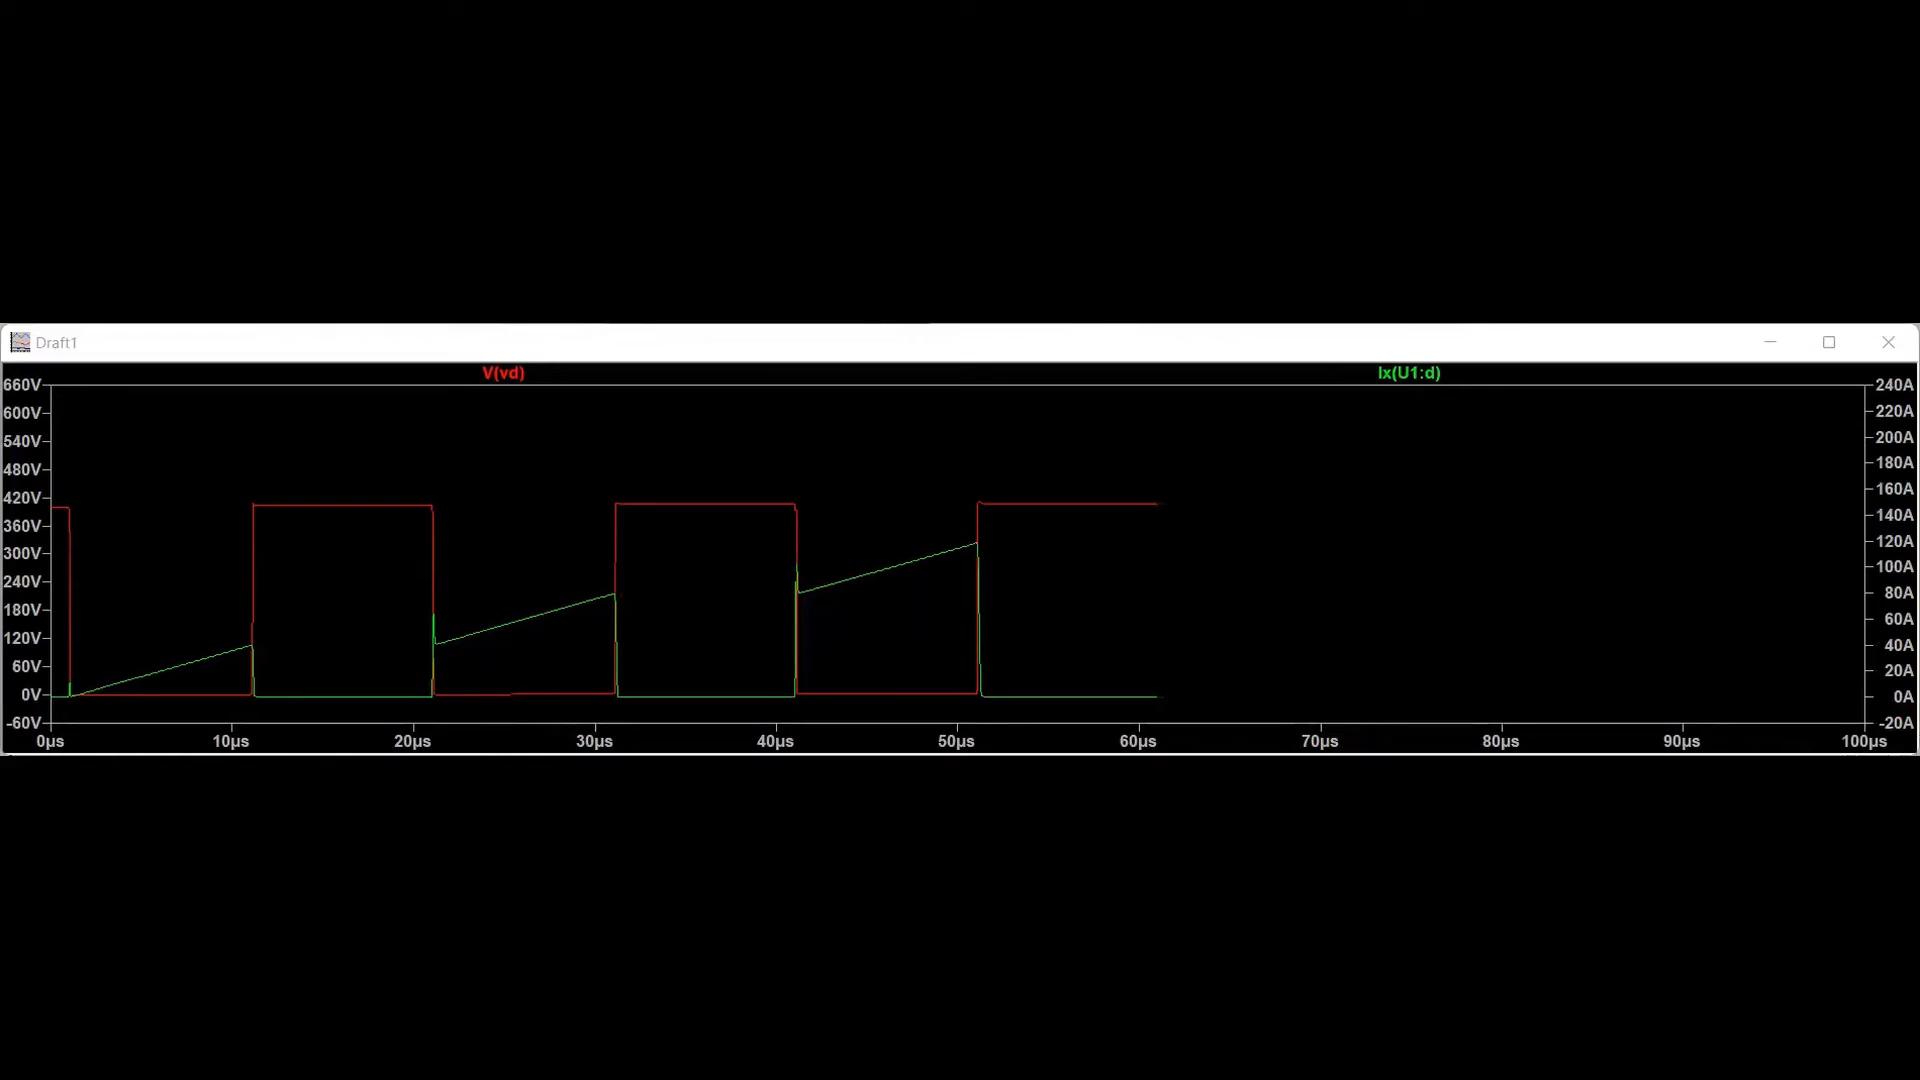 Draft1
V(vd) Ix(U1:d)
660V 240A
600V 220A
540V 200A
480V 180A
420V 160A
360V 140A
300V 120A
240V 100A
180V 80A
120V 60A
60V 40A
0V 20A
-60V 0A
-20A
0µs 10µs 20µs 30µs 40µs 50µs 60µs 70µs 80µs 90µs 100µs